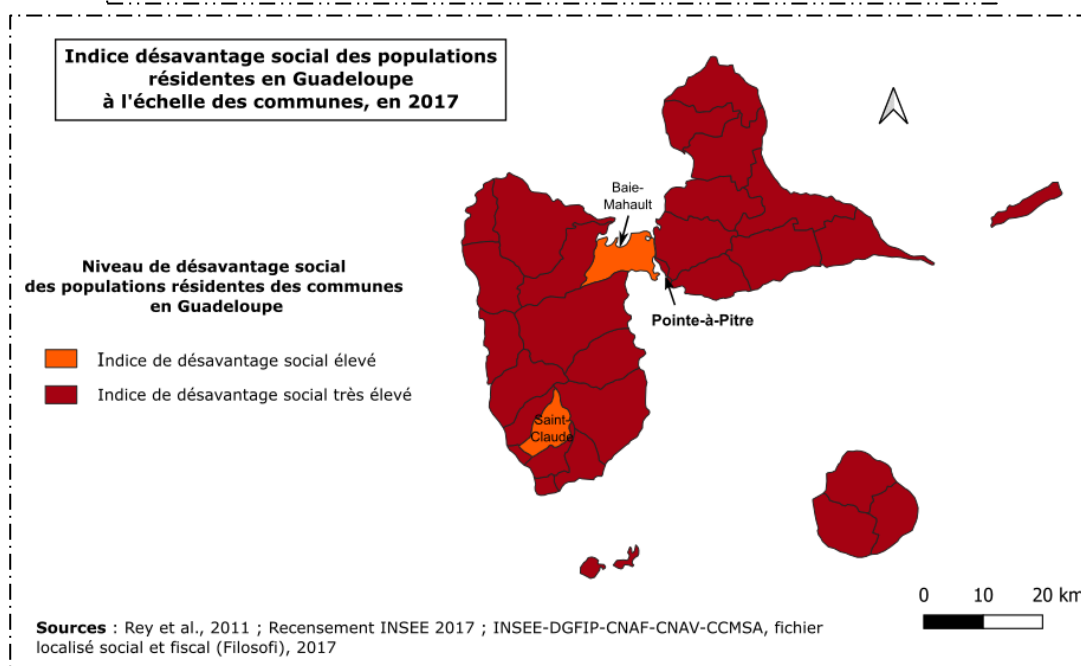 Indice désavantage social des populations
résidentes en Guadeloupe
à l'échelle des communes, en 2017
Baie-
Mahault
Niveau de désavantage social
des populations résidentes des communes
en Guadeloupe
Pointe-à-Pitre
Indice de désavantage social élevé
Indice de désavantage social très élevé
Saint-
Claude
0 10 20 km
Sources : Rey et al., 2011 ; Recensement INSEE 2017 ; INSEE-DGFIP-CNAF-CNAV-CCMSA, fichier
localisé social et fiscal (Filosofi), 2017